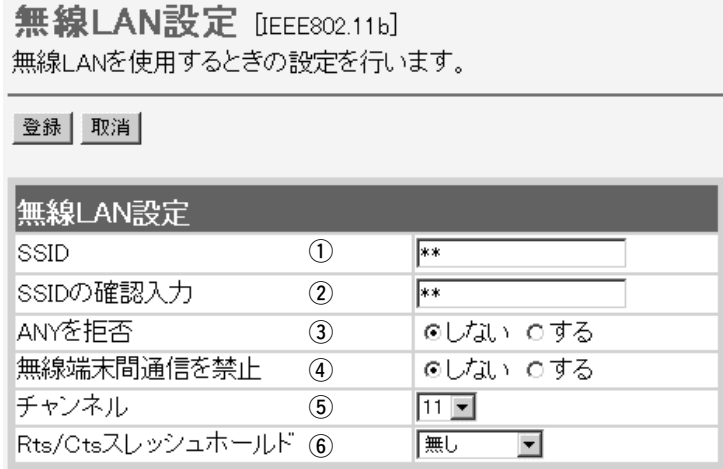 無線LAN設定 [IEEE802.11b]
無線LANを使用するときの設定を行います。
登録 取消
無線LAN設定
SSID ① **
SSIDの確認入力 ② **
ANYを拒否 ③ しない する
無線端末間通信を禁止 ④ しない する
チャンネル ⑤ 11
Rts/Ctsスレッシュホールド ⑥ 無し